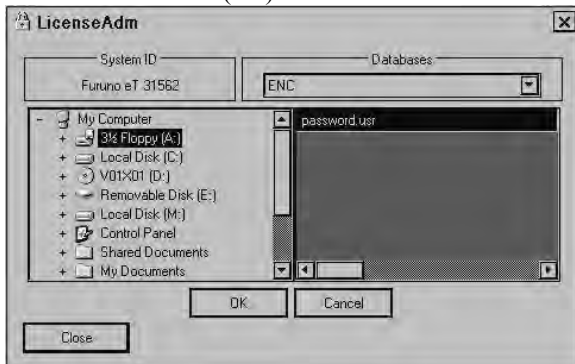 LicenseAdm
System ID
Furuno eT 31562
Databases
ENC
My Computer
3½ Floppy (A:)
Local Disk (C:)
V01X01 (D:)
Removable Disk (E:)
Local Disk (M:)
Control Panel
Shared Documents
My Documents
password.usr
OK
Cancel
Close